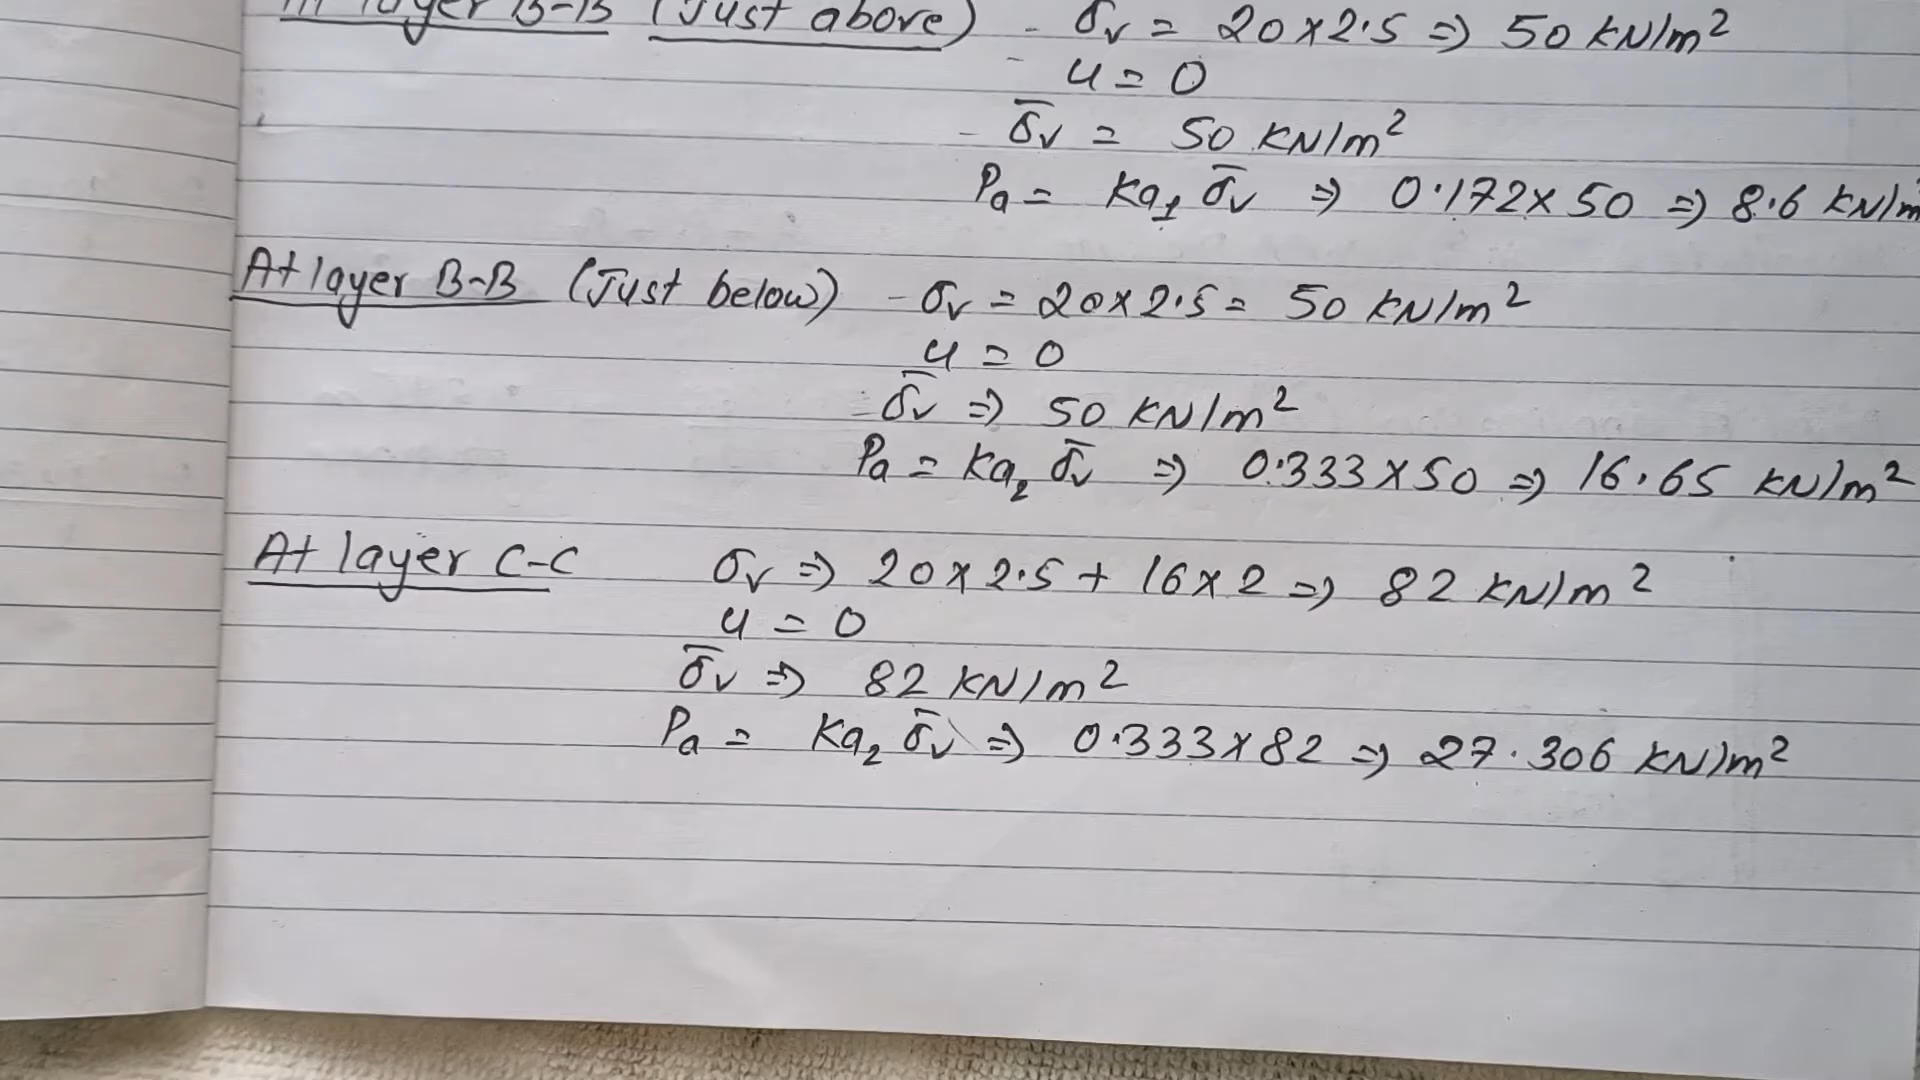 At layer B-B (Just above) - σv = 20×2.5 ⇒ 50 KN/m²
u = 0
σ̄v = 50 KN/m²
Pa = Ka₁ σ̄v ⇒ 0.172×50 ⇒ 8.6 KN/m
At layer B-B (Just below) - σv = 20×2.5 = 50 KN/m²
u = 0
σ̄v ⇒ 50 KN/m²
Pa = Ka₂ σ̄v ⇒ 0.333×50 ⇒ 16.65 KN/m²
At layer C-C σv ⇒ 20×2.5 + 16×2 ⇒ 82 KN/m²
u = 0
σ̄v ⇒ 82 KN/m²
Pa = Ka₂ σ̄v ⇒ 0.333×82 ⇒ 27.306 KN/m²